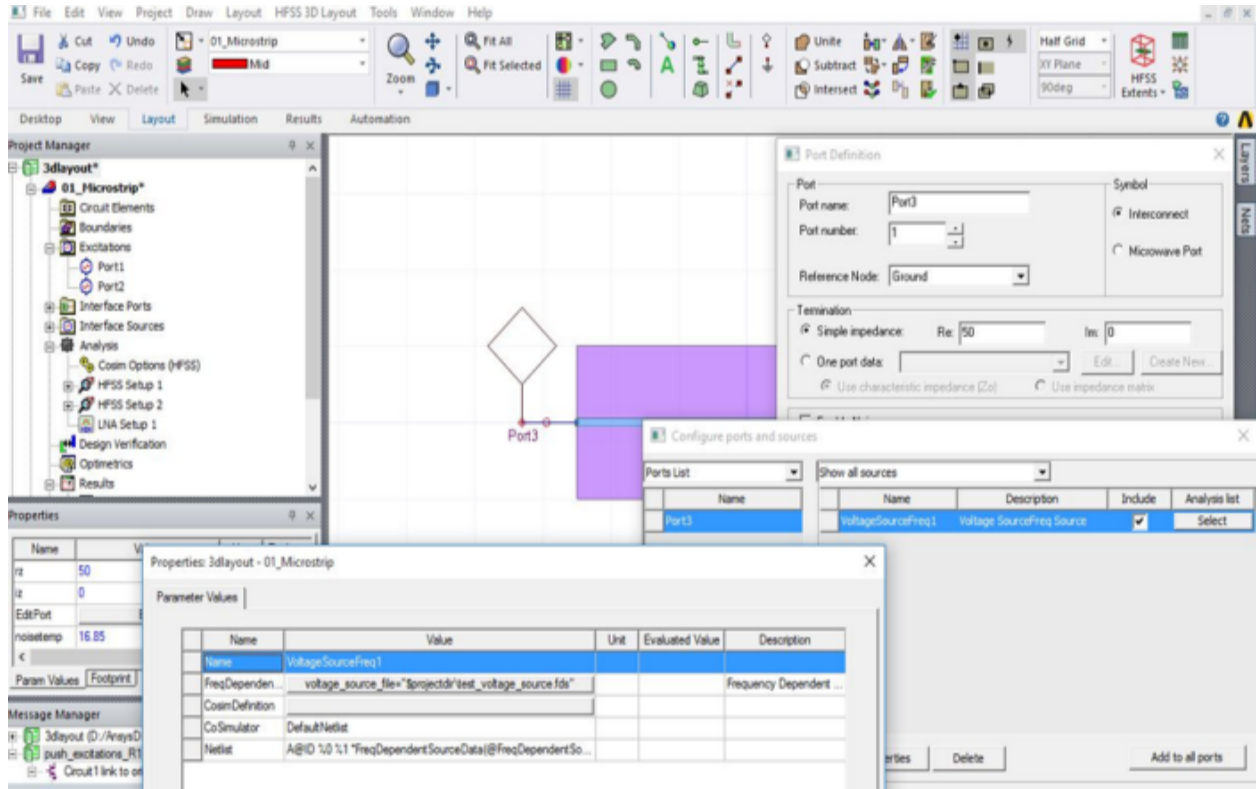 File Edit View Project Draw Layout HFSS 3D Layout Tools Window Help
Save
Cut Undo
Copy Redo
Paste Delete
01_Microstrip
Mid
Zoom
Fit All
Fit Selected
Unite
Subtract
Intersect
Half Grid
XY Plane
90deg
HFSS
Extents
Desktop View Layout Simulation Results Automation
Project Manager
3dlayout*
01_Microstrip*
Circuit Elements
Boundaries
Excitations
Port1
Port2
Interface Ports
Interface Sources
Analysis
Cosim Options (HFSS)
HFSS Setup 1
HFSS Setup 2
LNA Setup 1
Design Verification
Optimetrics
Results
Properties
Name
rz 50
iz 0
EditPort
noisetemp 16.85
Param Values Footprint
Message Manager
3dlayout (D:/AnsysD
push_excitations_R1
Circuit1 link to on
Port3
Layers
Nets
Port Definition
Port
Port name: Port3
Port number: 1
Reference Node: Ground
Symbol
Interconnect
Microwave Port
Termination
Simple impedance: Re: 50 Im: 0
One port data: Edit... Create New...
Use characteristic impedance (Zo) Use impedance matrix
Configure ports and sources
Ports List Show all sources
Name Name Description Include Analysis list
Port3 VoltageSourceFreq1 Voltage SourceFreq Source Select
Properties: 3dlayout - 01_Microstrip
Parameter Values
Name Value Unit Evaluated Value Description
Name VoltageSourceFreq1
FreqDependen... voltage_source_file="$projectdir\test_voltage_source.fds" Frequency Dependent ...
CosimDefinition
CoSimulator DefaultNetlist
Netlist A@ID %0 %1 *FreqDependentSourceData(@FreqDependentSo...
erties Delete Add to all ports